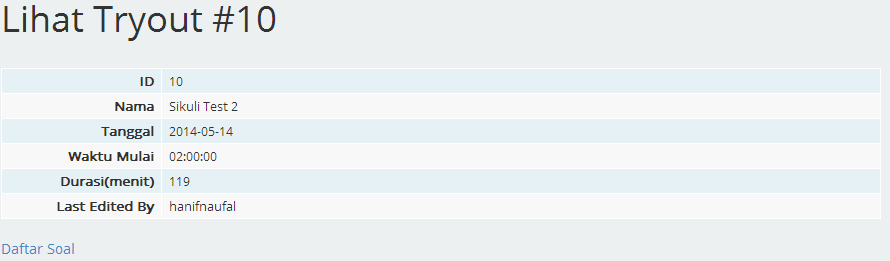 Lihat Tryout #10
ID 10
Nama Sikuli Test 2
Tanggal 2014-05-14
Waktu Mulai 02:00:00
Durasi(menit) 119
Last Edited By hanifnaufal
Daftar Soal